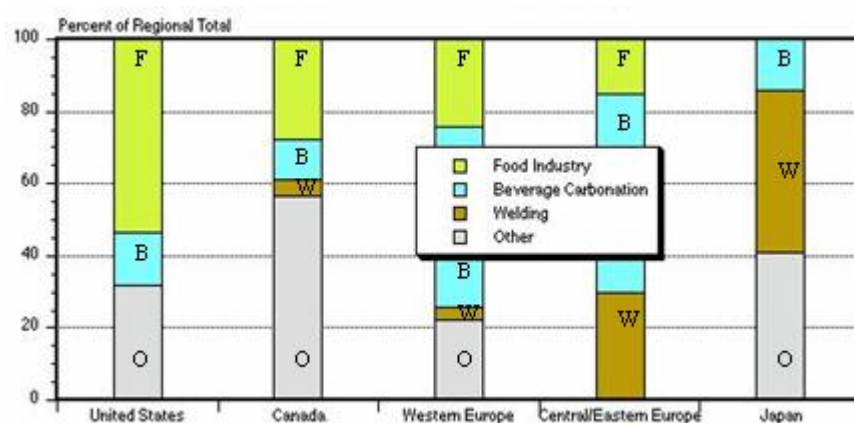 Percent of Regional Total
100
80
60
40
20
0
F
B
O
F
B
W
O
F
B
W
O
F
B
W
B
W
O
Food Industry
Beverage Carbonation
Welding
Other
United States
Canada
Western Europe
Central/Eastern Europe
Japan